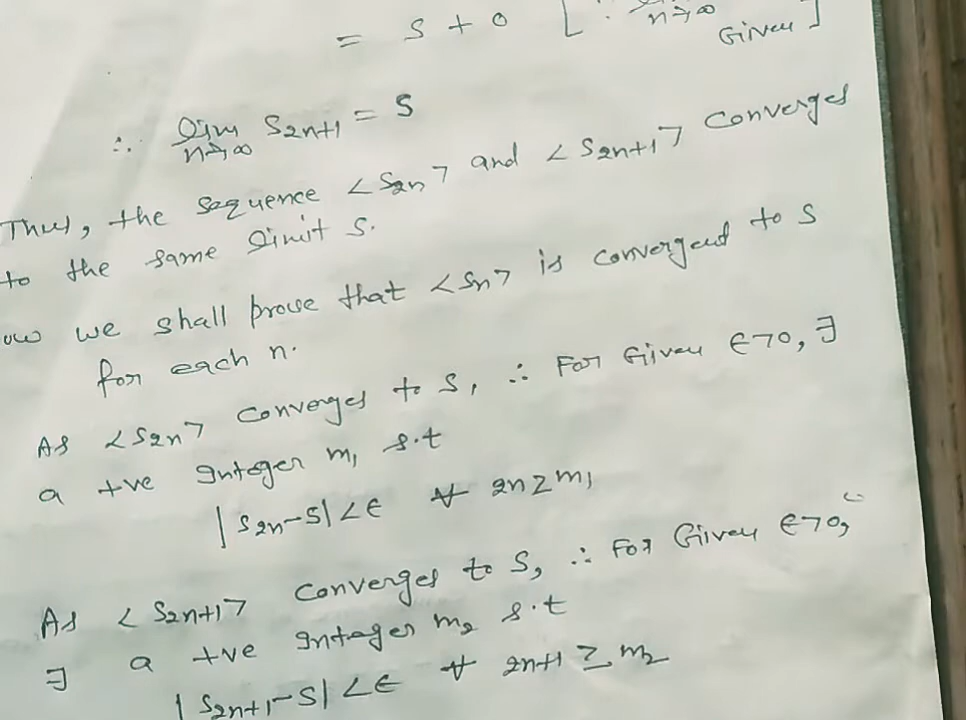 = S + 0 [∵ n→∞
Given]
∴ lim S2n+1 = S
n→∞
Thus, the sequence <S2n> and <S2n+1> converges
to the same limit S.
ow we shall prove that <Sn> is convergent to S
for each n.
As <S2n> converges to S, ∴ For Given ∈>0, ∃
a +ve integer m1 s.t
|S2n-S|<∈ ∀ 2n≥m1
As <S2n+1> converges to S, ∴ For Given ∈>0,
∃ a +ve integer m2 s.t
|S2n+1-S|<∈ ∀ 2n+1 ≥ m2